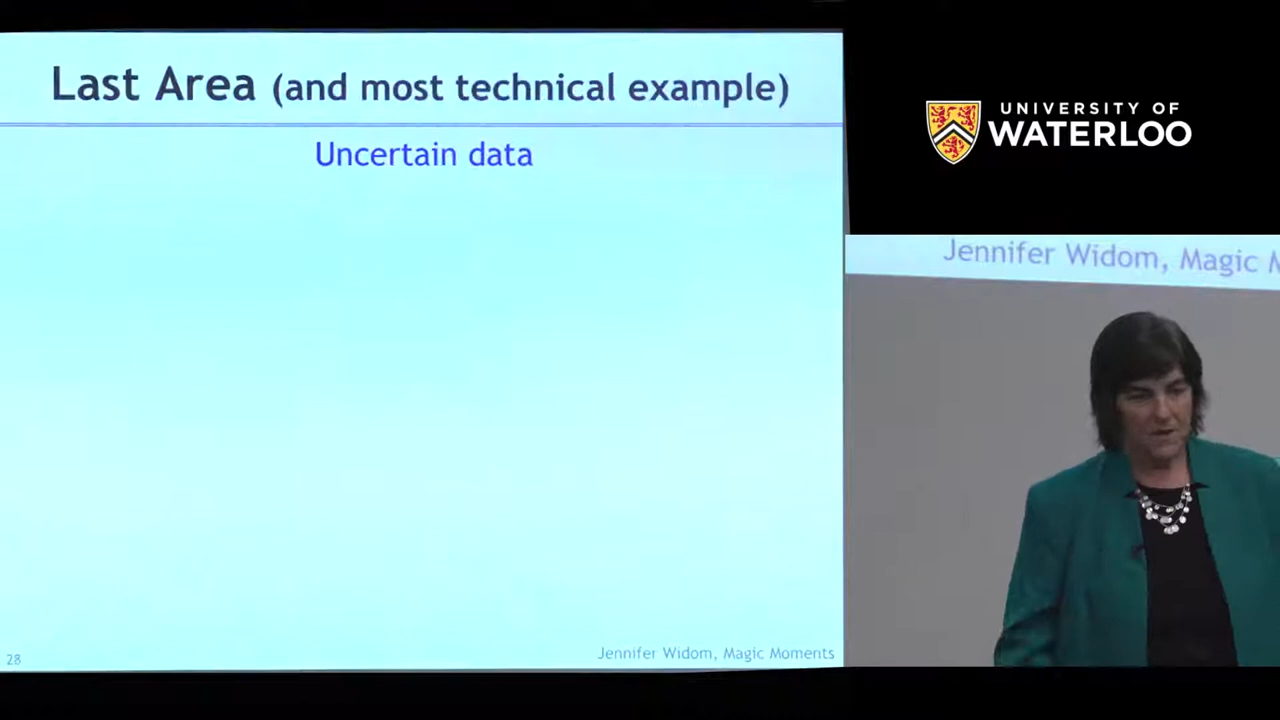 Last Area (and most technical example)
Uncertain data
28
Jennifer Widom, Magic Moments
UNIVERSITY OF
WATERLOO
Jennifer Widom, Magic